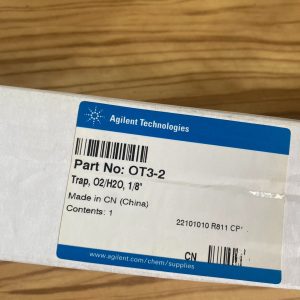 Agilent Technologies
Part No: OT3-2
Trap, O2/H2O, 1/8"
Made in CN (China)
Contents: 1
22101010 R811 CP1
CN
www.agilent.com/chem/supplies